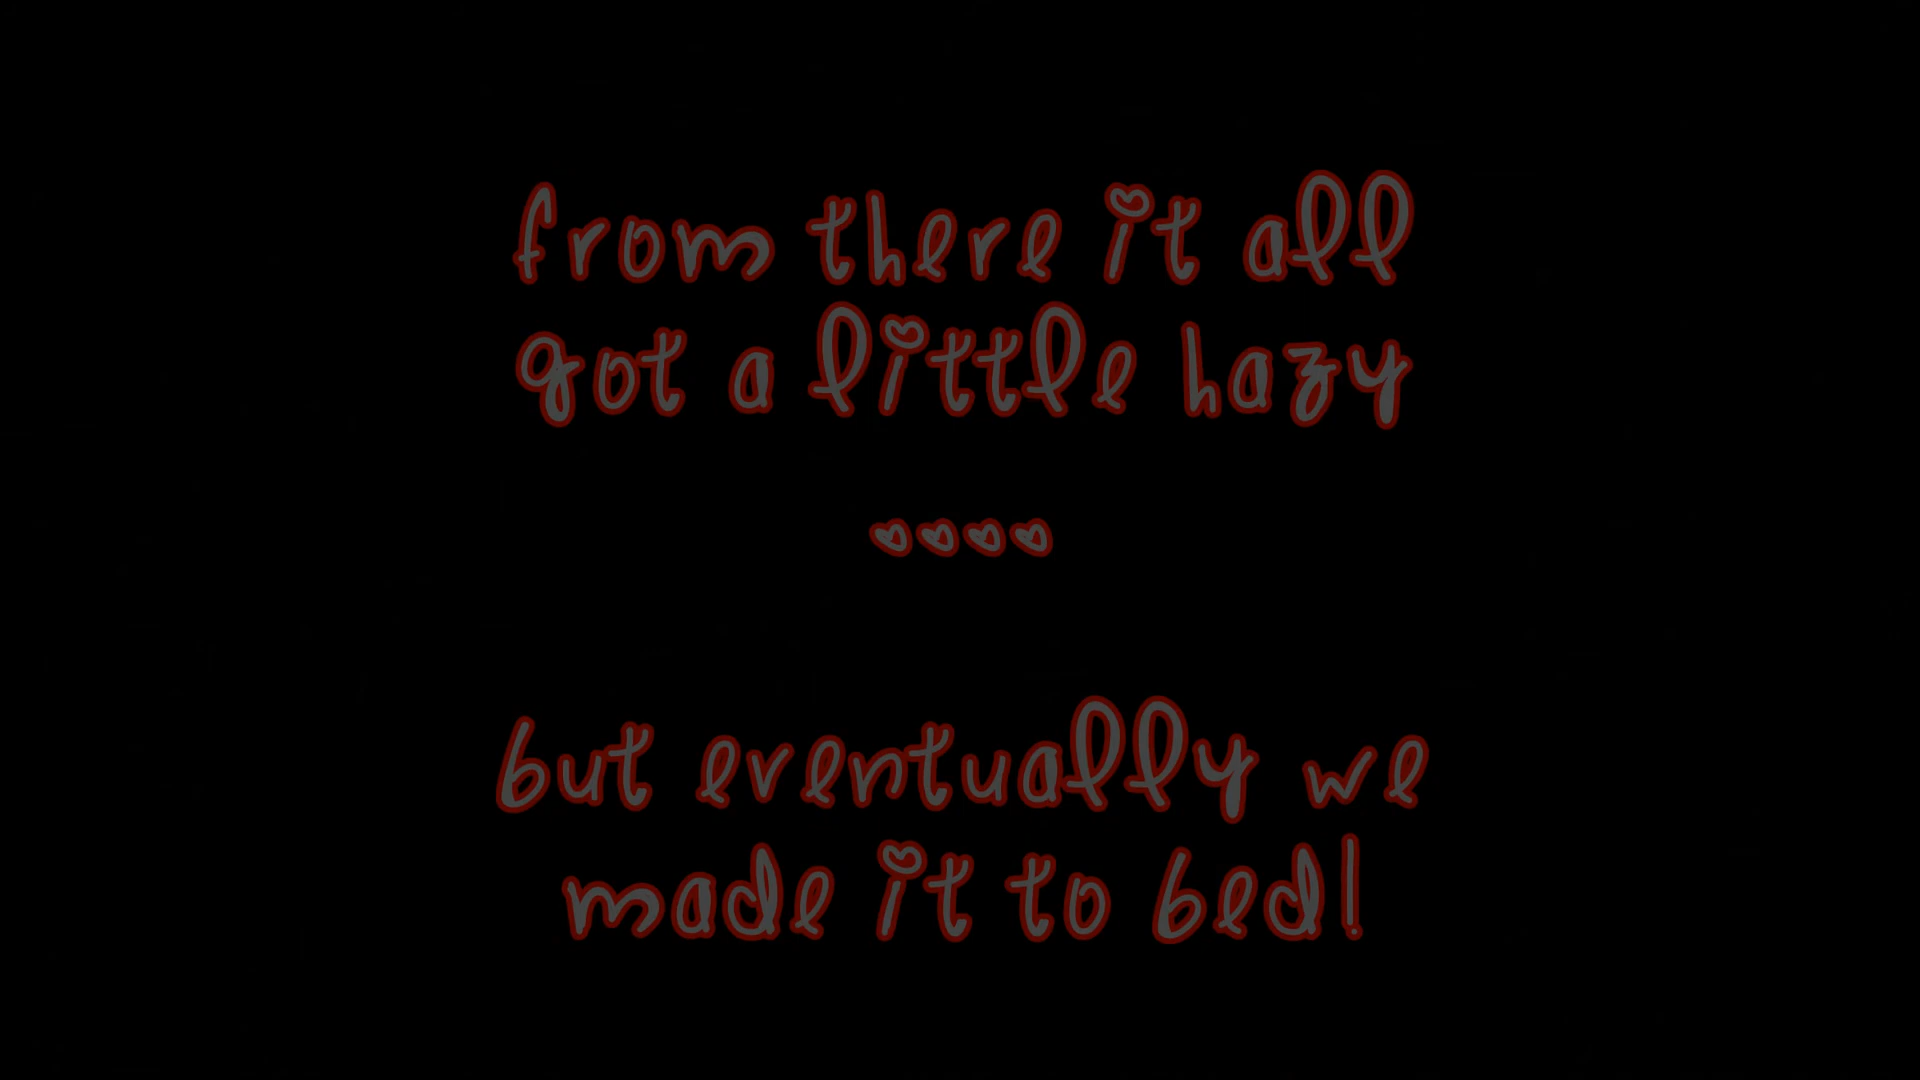 from there it all
got a little hazy
....
but eventually we
made it to bed!